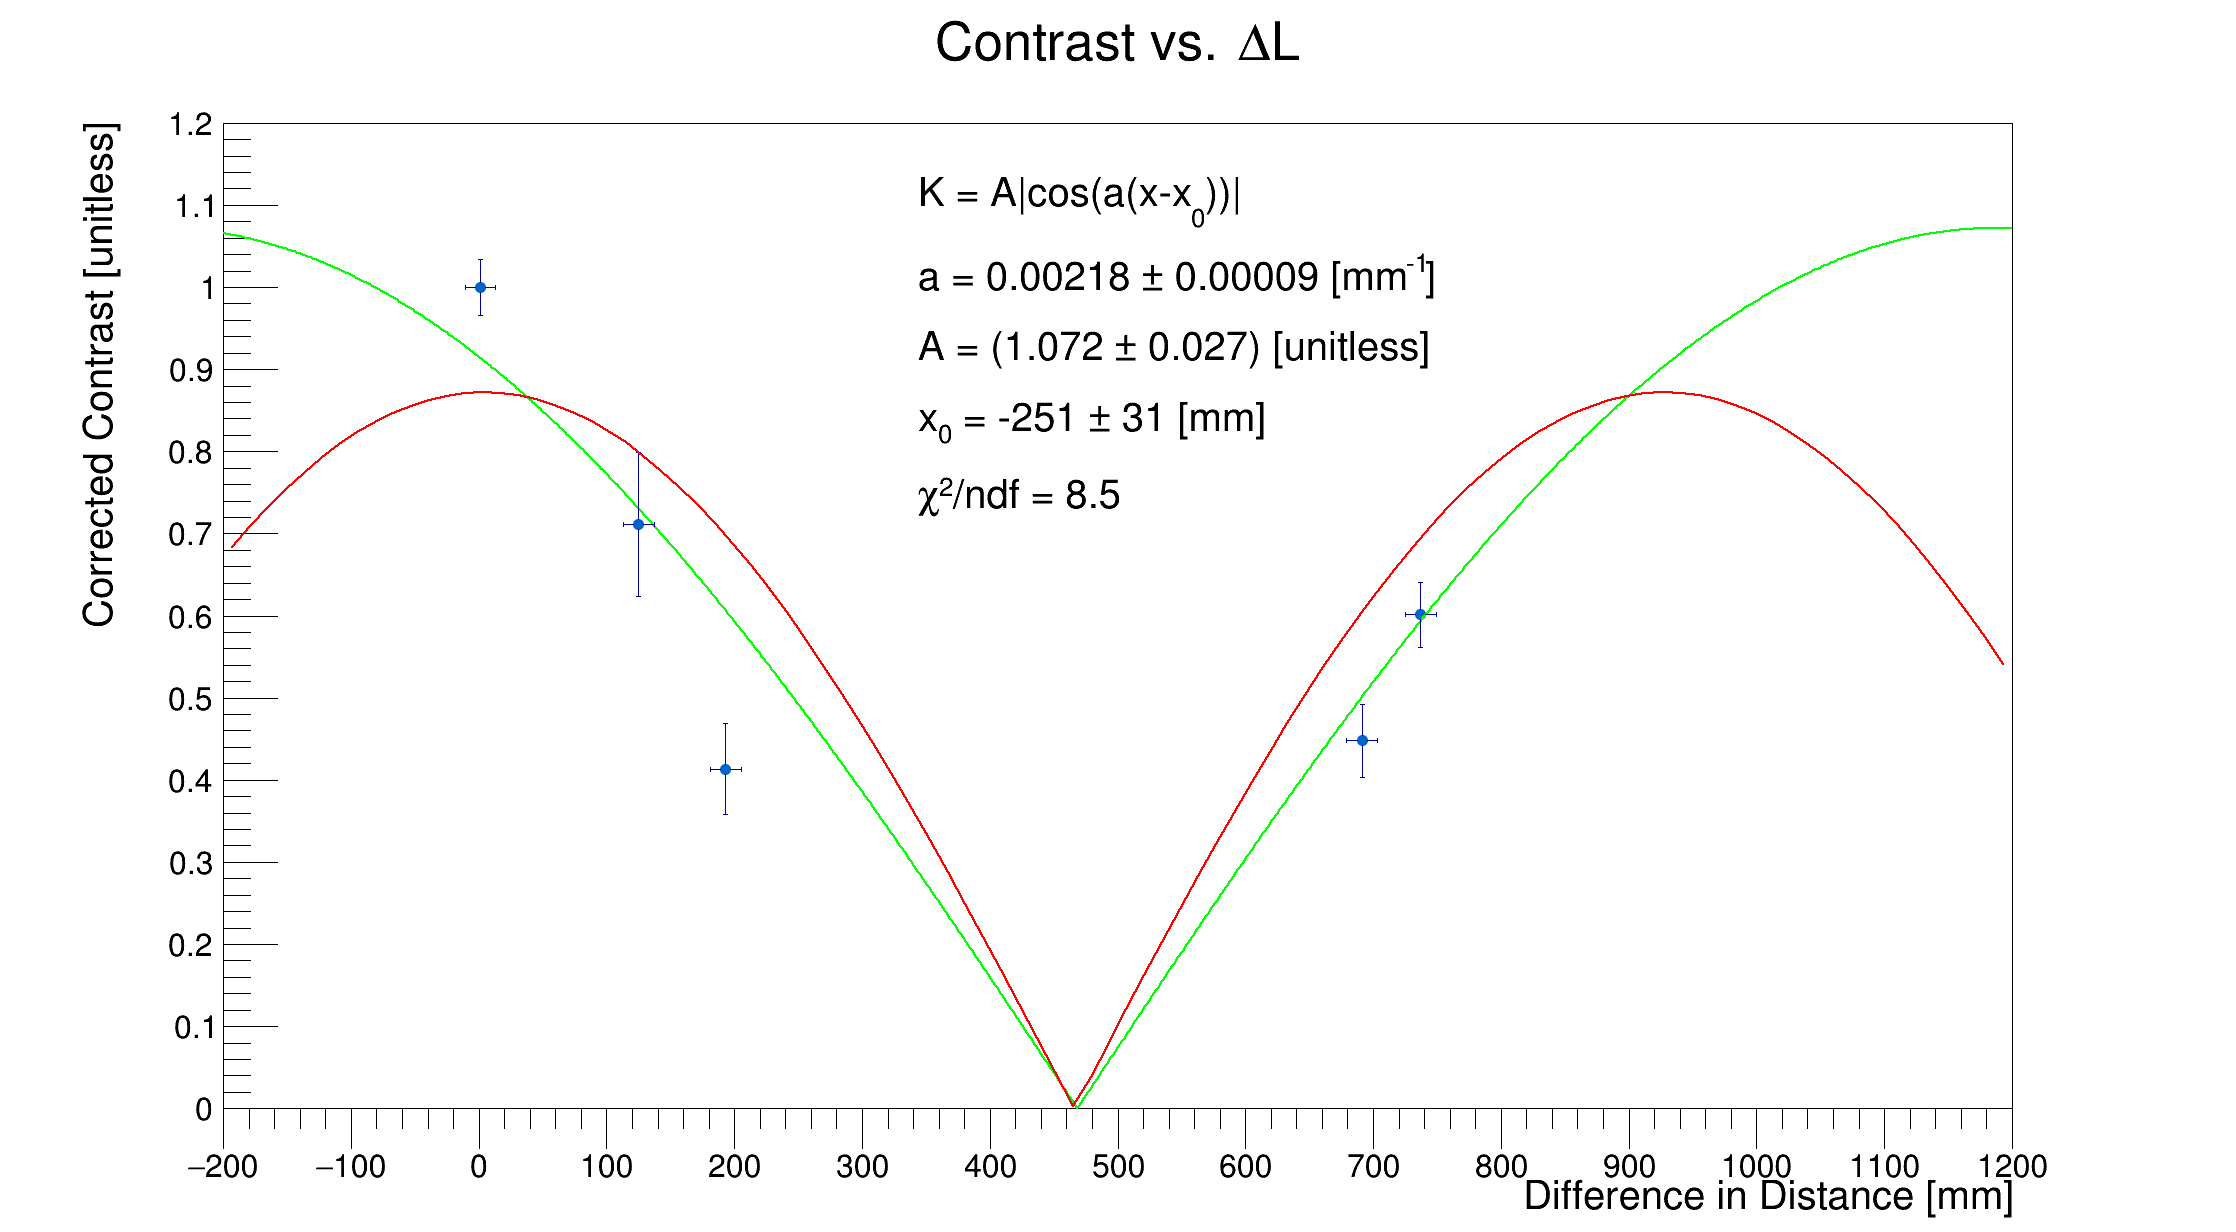 Contrast vs. ΔL
Corrected Contrast [unitless]
1.2
1.1
1
0.9
0.8
0.7
0.6
0.5
0.4
0.3
0.2
0.1
0
K = A|cos(a(x-x₀))|
a = 0.00218 ± 0.00009 [mm⁻¹]
A = (1.072 ± 0.027) [unitless]
x₀ = -251 ± 31 [mm]
χ²/ndf = 8.5
−200 −100 0 100 200 300 400 500 600 700 800 900 1000 1100 1200
Difference in Distance [mm]